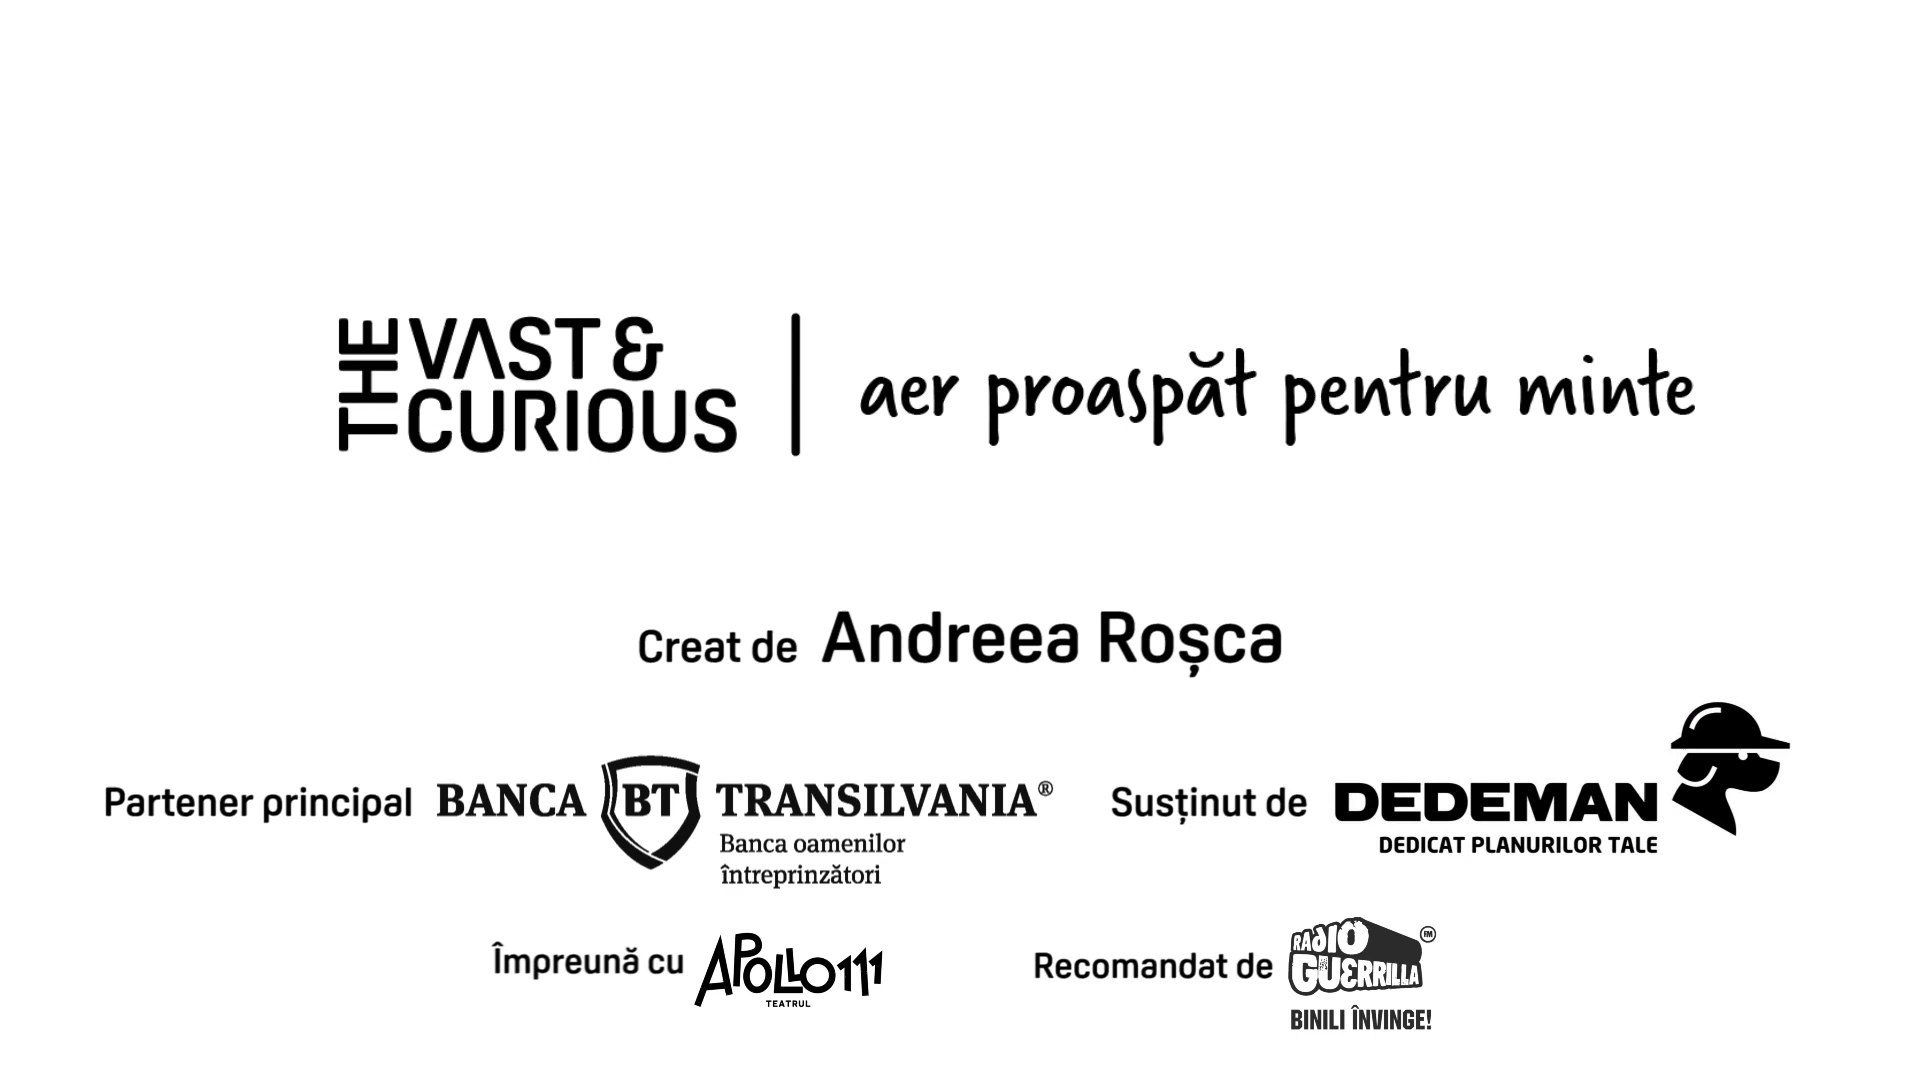 THE VAST & CURIOUS | aer proaspăt pentru minte
Creat de Andreea Roșca
Partener principal BANCA BT TRANSILVANIA®
Banca oamenilor
întreprinzători
Susținut de DEDEMAN
DEDICAT PLANURILOR TALE
Împreună cu APOLLO111
TEATRUL
Recomandat de RADIO GUERRILLA FM
BINILI ÎNVINGE!